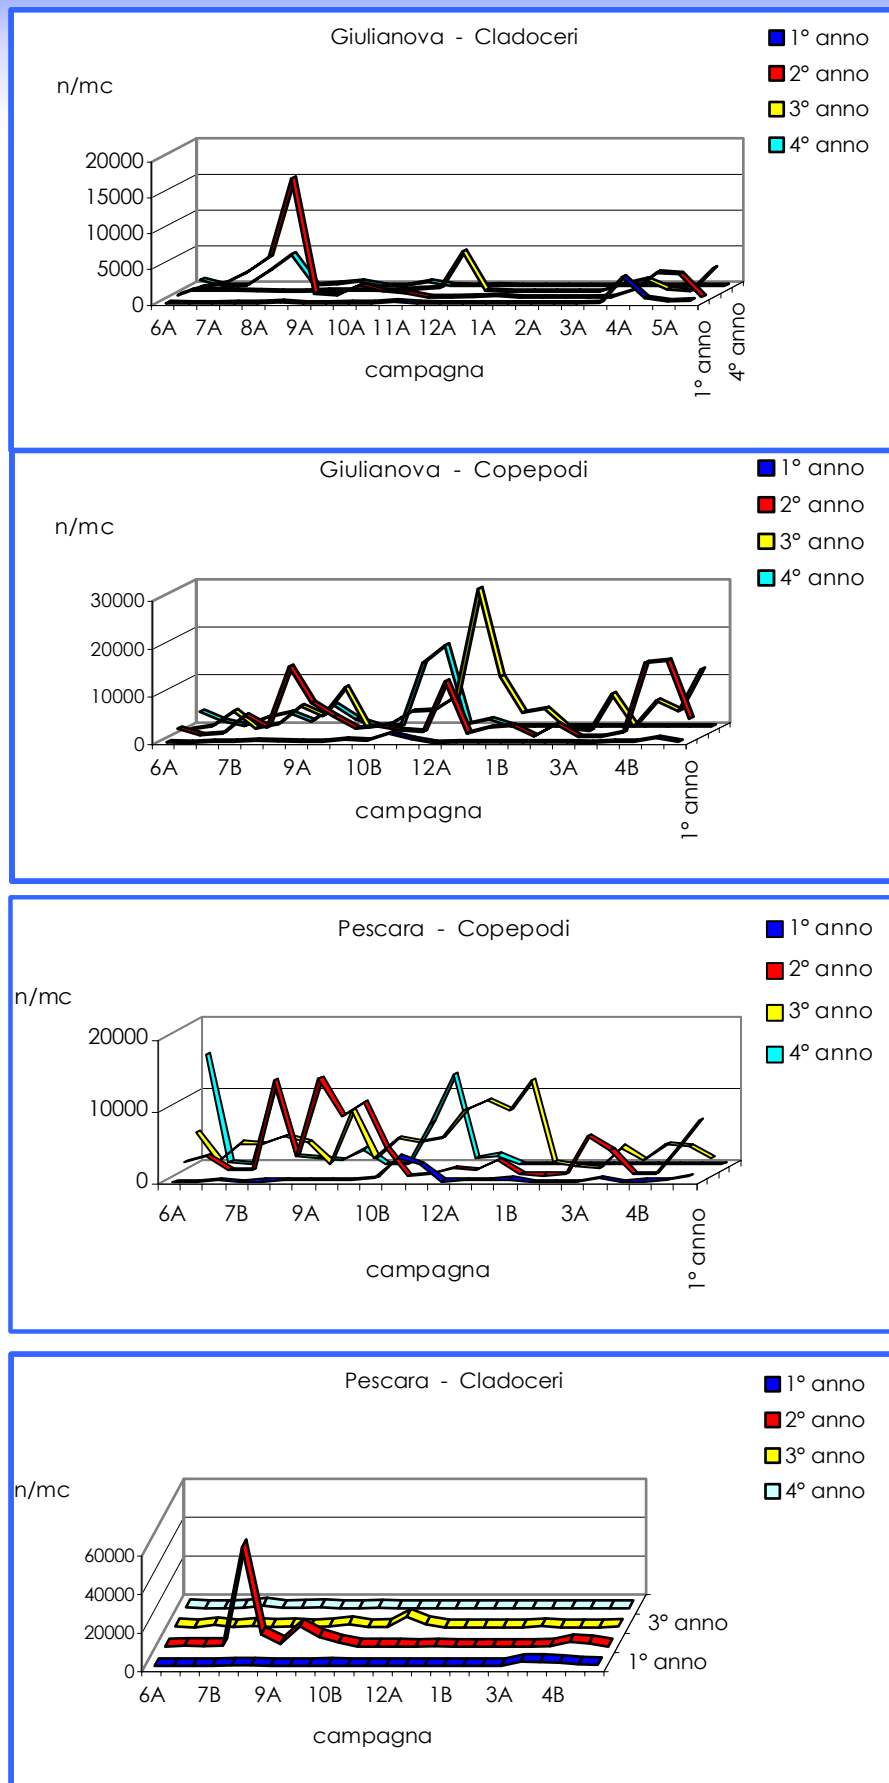 Giulianova - Cladoceri
1° anno
2° anno
3° anno
4° anno
n/mc
20000
15000
10000
5000
0
6A 7A 8A 9A 10A 11A 12A 1A 2A 3A 4A 5A
1° anno
4° anno
campagna
Giulianova - Copepodi
1° anno
2° anno
3° anno
4° anno
n/mc
30000
20000
10000
0
6A 7B 9A 10B 12A 1B 3A 4B
1° anno
campagna
Pescara - Copepodi
1° anno
2° anno
3° anno
4° anno
n/mc
20000
10000
0
6A 7B 9A 10B 12A 1B 3A 4B
1° anno
campagna
Pescara - Cladoceri
1° anno
2° anno
3° anno
4° anno
n/mc
60000
40000
20000
0
3° anno
1° anno
6A 7B 9A 10B 12A 1B 3A 4B
campagna